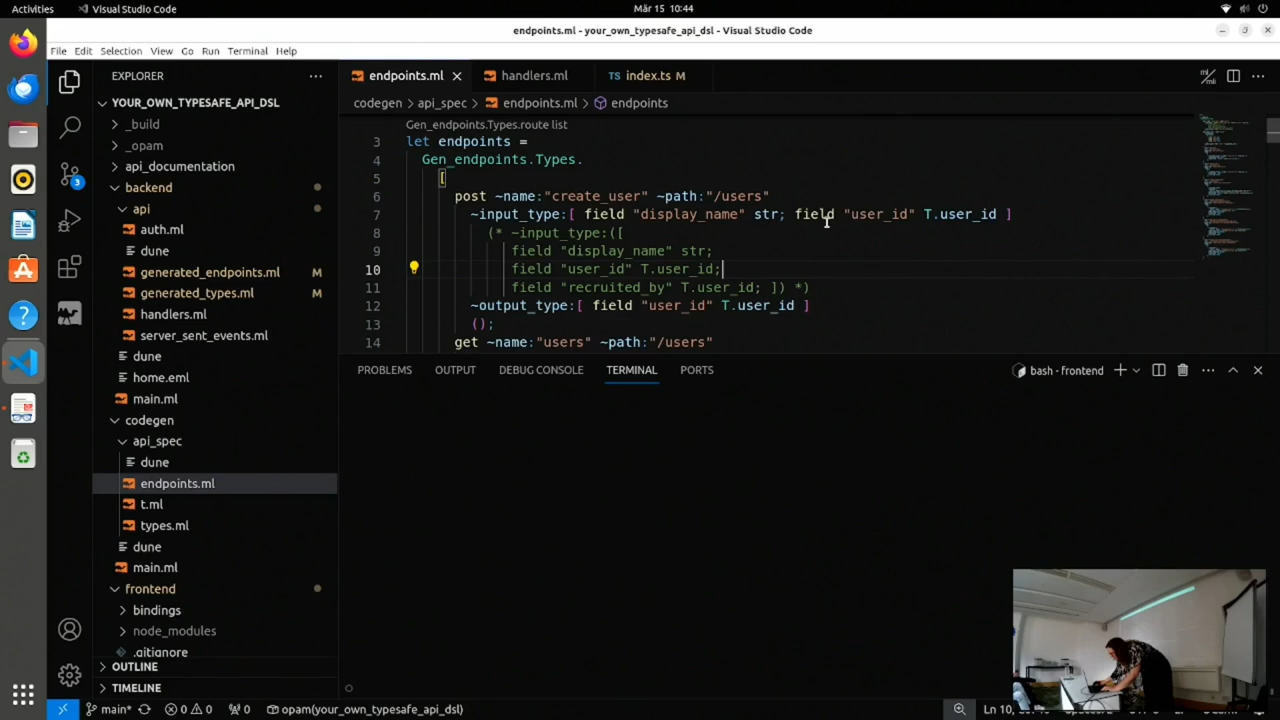 Activities
Visual Studio Code
Mär 15 10:44
endpoints.ml - your_own_typesafe_api_dsl - Visual Studio Code
File Edit Selection View Go Run Terminal Help
EXPLORER
YOUR_OWN_TYPESAFE_API_DSL
_build
_opam
api_documentation
backend
api
auth.ml
dune
generated_endpoints.ml M
generated_types.ml M
handlers.ml
server_sent_events.ml
dune
home.eml
main.ml
codegen
api_spec
dune
endpoints.ml
t.ml
types.ml
dune
main.ml
frontend
bindings
node_modules
.gitignore
OUTLINE
TIMELINE
3
endpoints.ml
handlers.ml
TS index.ts M
codegen > api_spec > endpoints.ml > endpoints
Gen_endpoints.Types.route list
3 let endpoints =
4 Gen_endpoints.Types.
5 [
6 post ~name:"create_user" ~path:"/users"
7 ~input_type:[ field "display_name" str; field "user_id" T.user_id ]
8 (* ~input_type:([
9 field "display_name" str;
10 field "user_id" T.user_id;
11 field "recruited_by" T.user_id; ]) *)
12 ~output_type:[ field "user_id" T.user_id ]
13 ();
14 get ~name:"users" ~path:"/users"
PROBLEMS OUTPUT DEBUG CONSOLE TERMINAL PORTS
bash - frontend
main* 0 0 0 opam(your_own_typesafe_api_dsl)